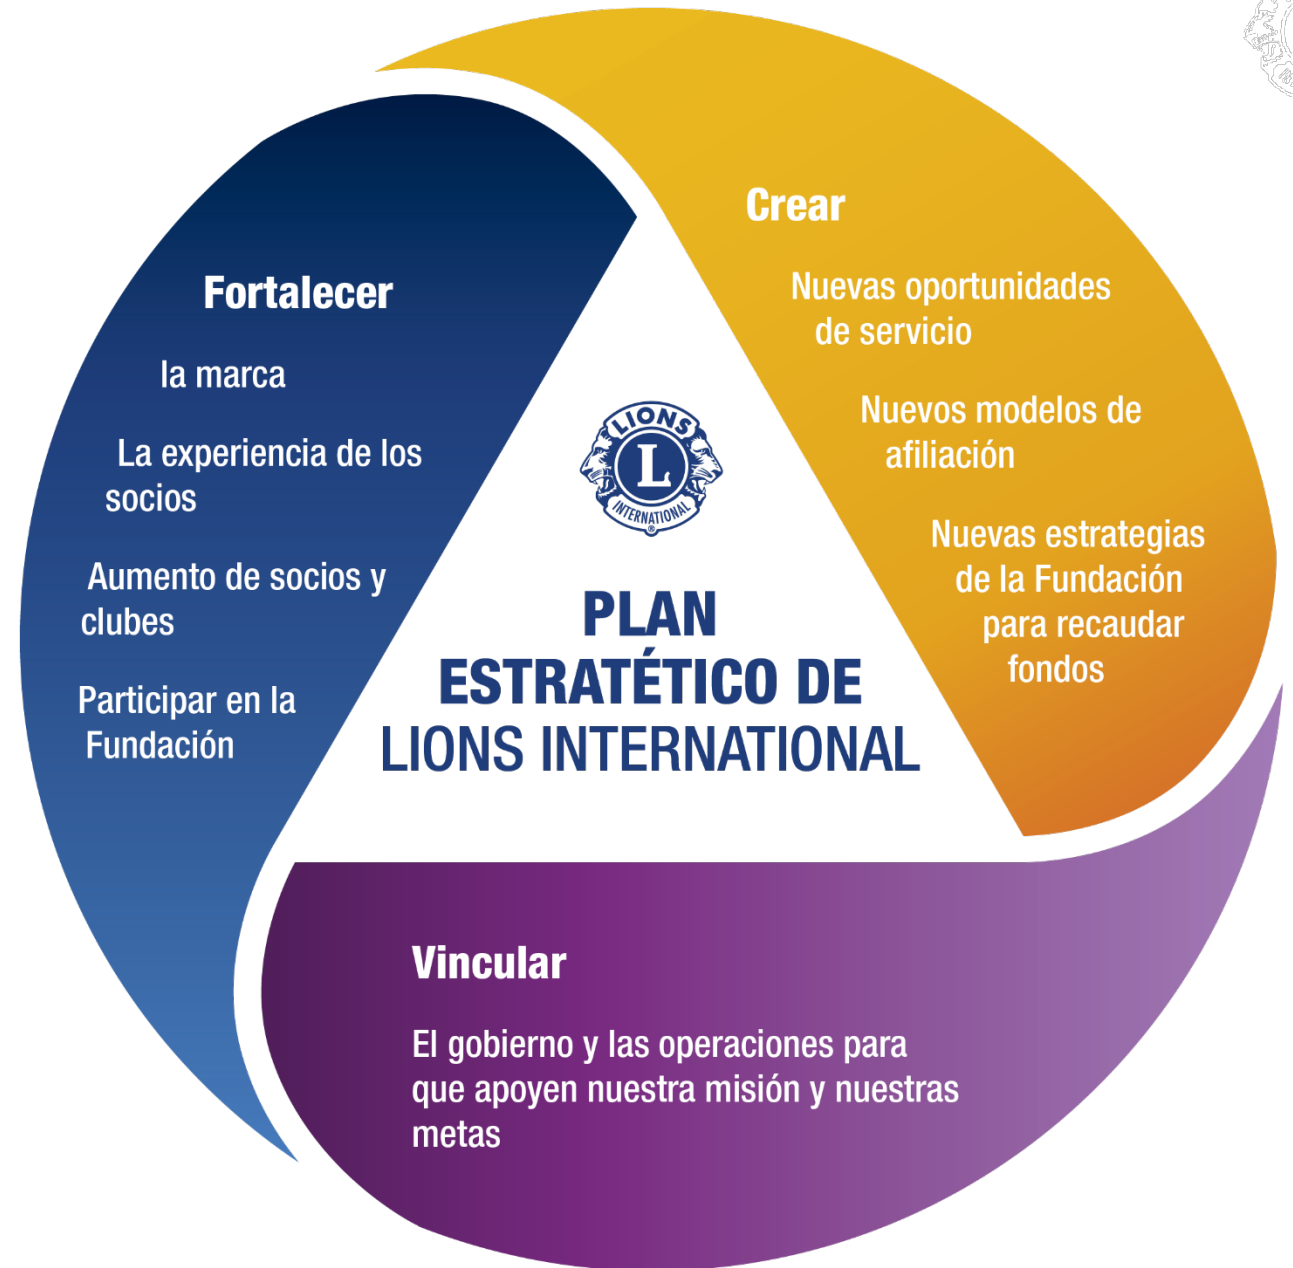 Fortalecer
la marca
La experiencia de los
socios
Aumento de socios y
clubes
Participar en la
Fundación
Crear
Nuevas oportunidades
de servicio
Nuevos modelos de
afiliación
Nuevas estrategias
de la Fundación
para recaudar
fondos
LIONS
L
INTERNATIONAL
®
PLAN
ESTRATÉTICO DE
LIONS INTERNATIONAL
Vincular
El gobierno y las operaciones para
que apoyen nuestra misión y nuestras
metas